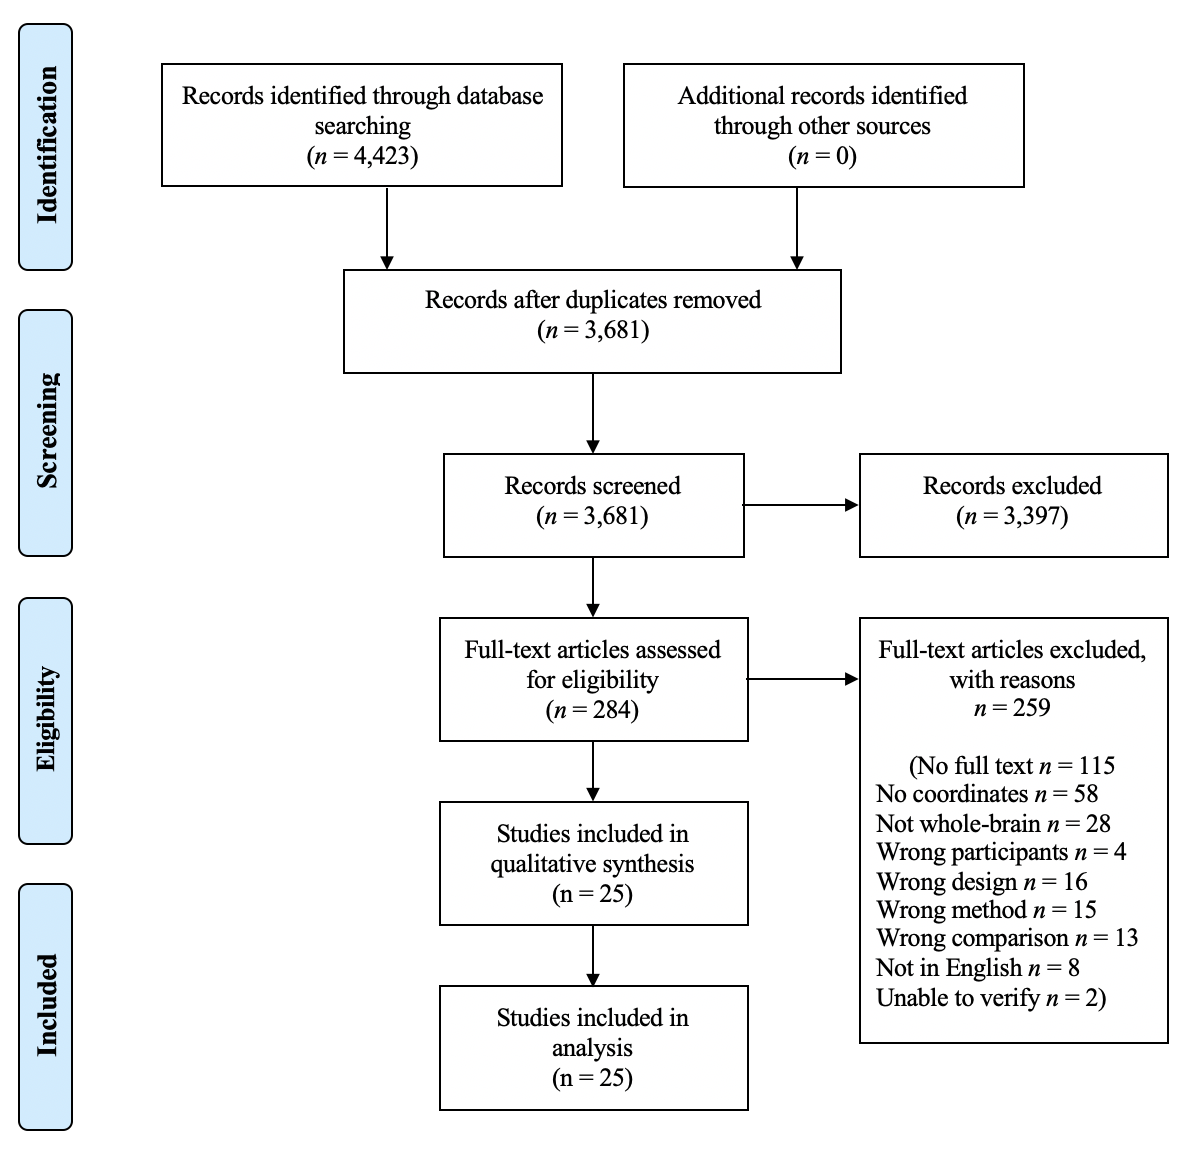 Identification
Records identified through database
searching
(n = 4,423)
Additional records identified
through other sources
(n = 0)
Records after duplicates removed
(n = 3,681)
Screening
Records screened
(n = 3,681)
Records excluded
(n = 3,397)
Eligibility
Full-text articles assessed
for eligibility
(n = 284)
Full-text articles excluded,
with reasons
n = 259
(No full text n = 115
No coordinates n = 58
Not whole-brain n = 28
Wrong participants n = 4
Wrong design n = 16
Wrong method n = 15
Wrong comparison n = 13
Not in English n = 8
Unable to verify n = 2)
Studies included in
qualitative synthesis
(n = 25)
Included
Studies included in
analysis
(n = 25)